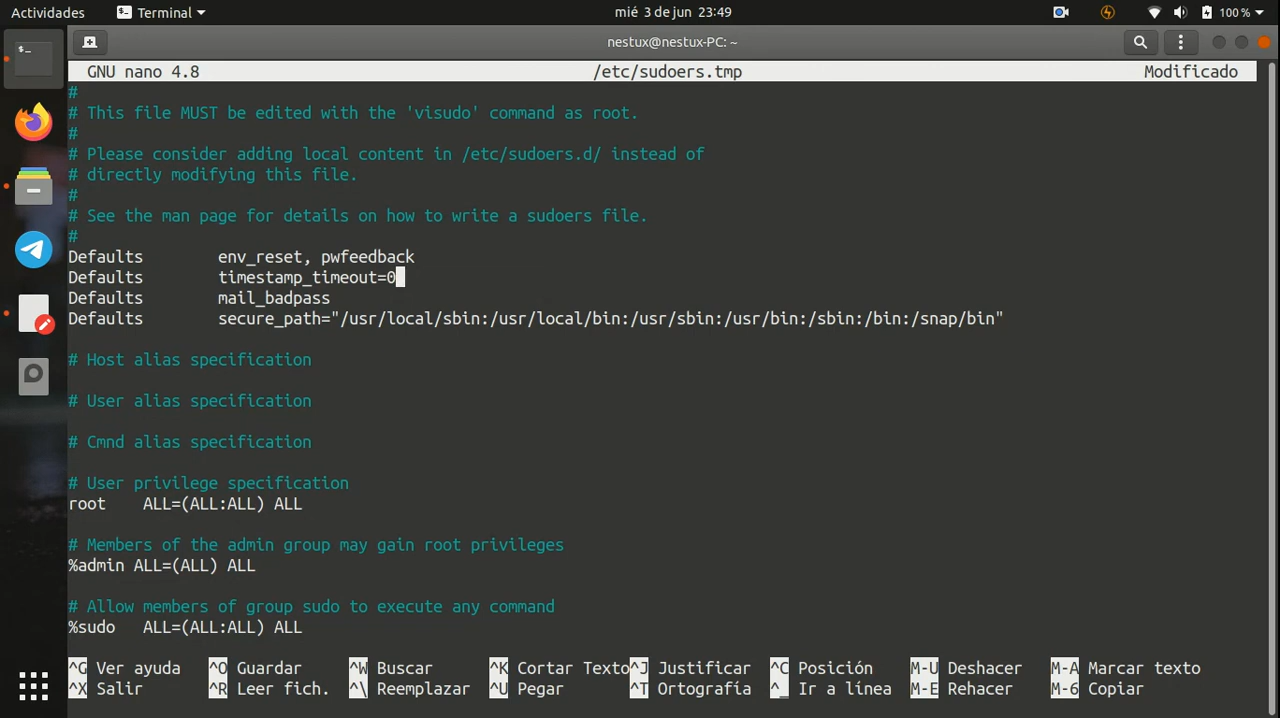 Actividades Terminal mié 3 de jun 23:49 100 %
nestux@nestux-PC: ~
GNU nano 4.8 /etc/sudoers.tmp Modificado
#
# This file MUST be edited with the 'visudo' command as root.
#
# Please consider adding local content in /etc/sudoers.d/ instead of
# directly modifying this file.
#
# See the man page for details on how to write a sudoers file.
#
Defaults env_reset, pwfeedback
Defaults timestamp_timeout=0
Defaults mail_badpass
Defaults secure_path="/usr/local/sbin:/usr/local/bin:/usr/sbin:/usr/bin:/sbin:/bin:/snap/bin"
# Host alias specification
# User alias specification
# Cmnd alias specification
# User privilege specification
root ALL=(ALL:ALL) ALL
# Members of the admin group may gain root privileges
%admin ALL=(ALL) ALL
# Allow members of group sudo to execute any command
%sudo ALL=(ALL:ALL) ALL
^G Ver ayuda ^O Guardar ^W Buscar ^K Cortar Texto ^J Justificar ^C Posición M-U Deshacer M-A Marcar texto
^X Salir ^R Leer fich. ^\ Reemplazar ^U Pegar ^T Ortografía ^_ Ir a línea M-E Rehacer M-6 Copiar